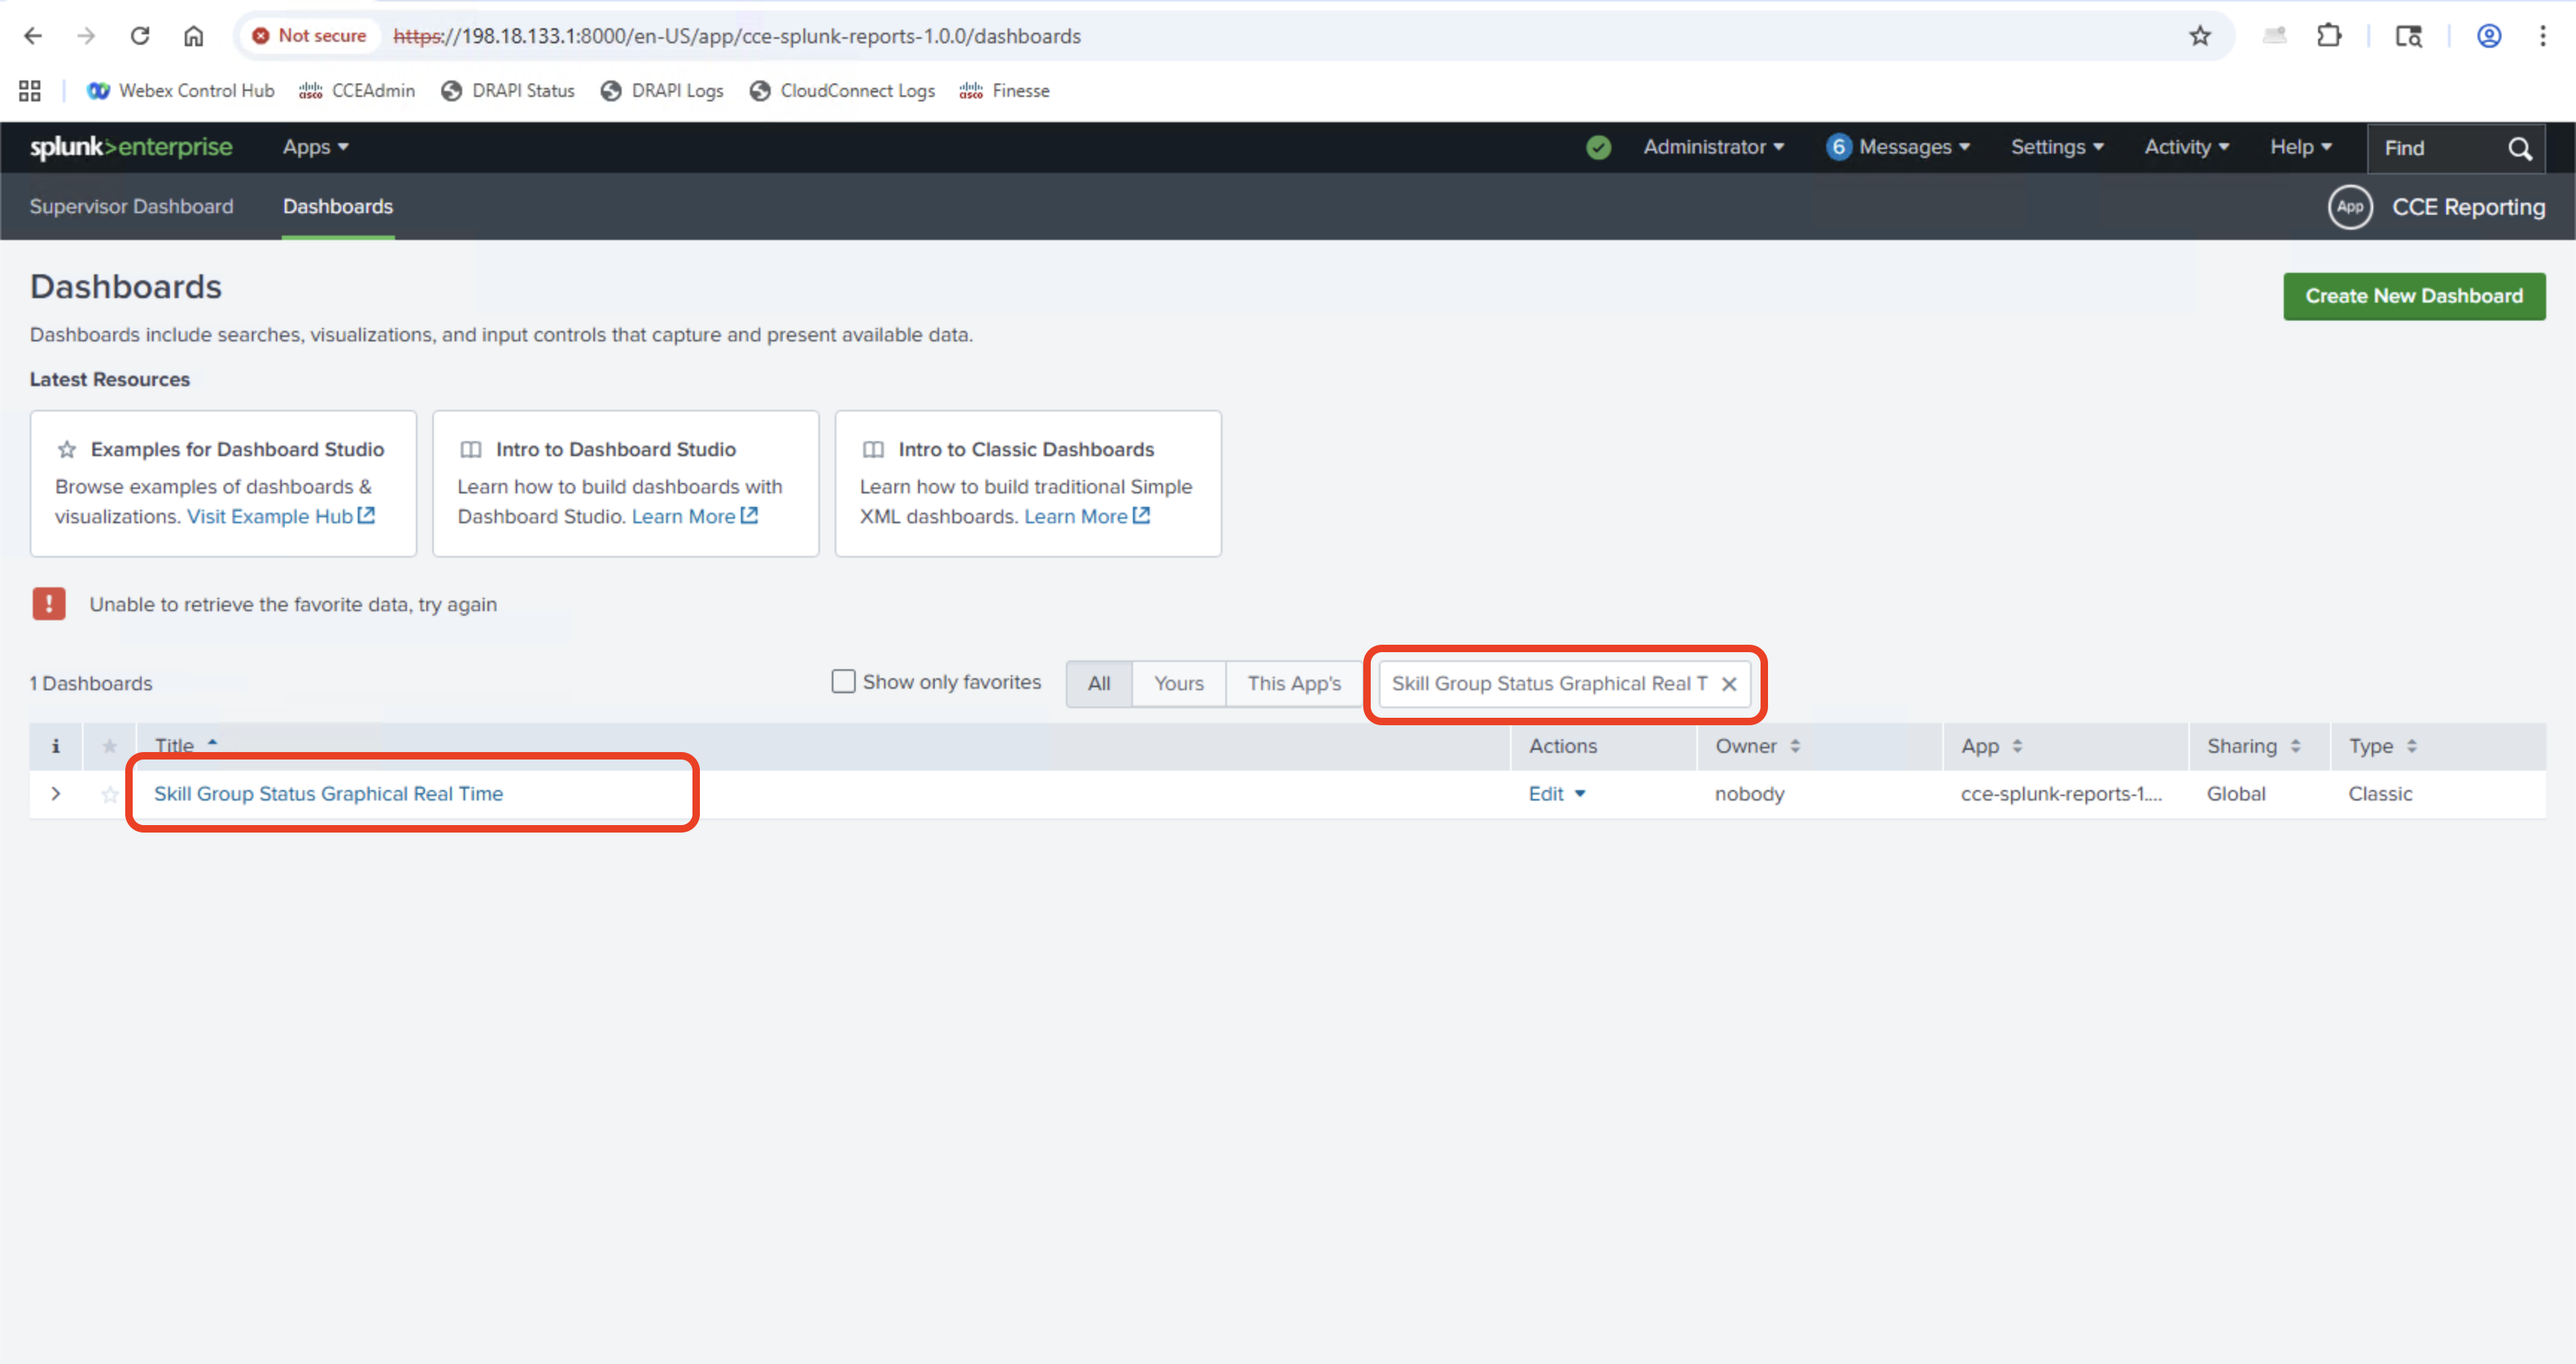 Not secure https://198.18.133.1:8000/en-US/app/cce-splunk-reports-1.0.0/dashboards
Webex Control Hub CCEAdmin DRAPI Status DRAPI Logs CloudConnect Logs Finesse
splunk>enterprise Apps Administrator 6 Messages Settings Activity Help Find
Supervisor Dashboard Dashboards App CCE Reporting
Dashboards
Create New Dashboard
Dashboards include searches, visualizations, and input controls that capture and present available data.
Latest Resources
Examples for Dashboard Studio
Browse examples of dashboards &
visualizations. Visit Example Hub
Intro to Dashboard Studio
Learn how to build dashboards with
Dashboard Studio. Learn More
Intro to Classic Dashboards
Learn how to build traditional Simple
XML dashboards. Learn More
! Unable to retrieve the favorite data, try again
1 Dashboards Show only favorites All Yours This App's Skill Group Status Graphical Real T
i Title Actions Owner App Sharing Type
Skill Group Status Graphical Real Time Edit nobody cce-splunk-reports-1.... Global Classic